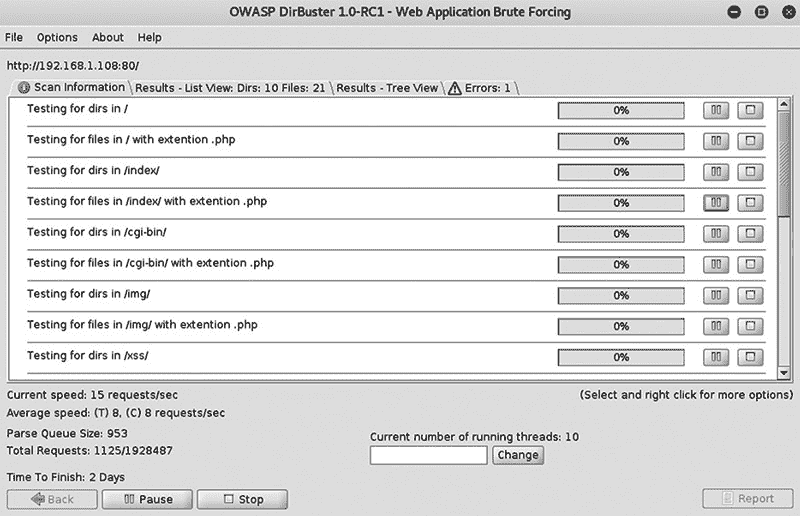 OWASP DirBuster 1.0-RC1 - Web Application Brute Forcing
File Options About Help
http://192.168.1.108:80/
Scan Information Results - List View: Dirs: 10 Files: 21 Results - Tree View Errors: 1
Testing for dirs in / 0%
Testing for files in / with extention .php 0%
Testing for dirs in /index/ 0%
Testing for files in /index/ with extention .php 0%
Testing for dirs in /cgi-bin/ 0%
Testing for files in /cgi-bin/ with extention .php 0%
Testing for dirs in /img/ 0%
Testing for files in /img/ with extention .php 0%
Testing for dirs in /xss/ 0%
Current speed: 15 requests/sec (Select and right click for more options)
Average speed: (T) 8, (C) 8 requests/sec
Parse Queue Size: 953 Current number of running threads: 10
Total Requests: 1125/1928487 Change
Time To Finish: 2 Days
Back Pause Stop Report